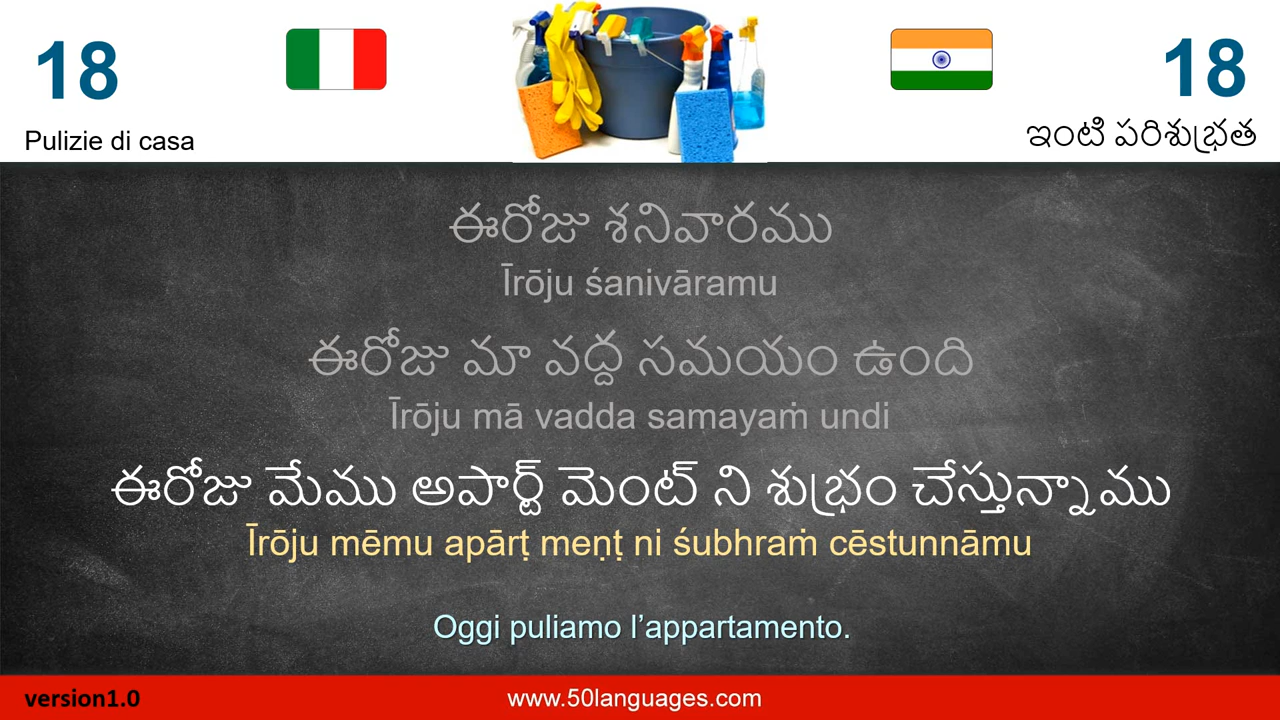 18
18
Pulizie di casa
ఇంటి పరిశుభ్రత
ఈరోజు శనివారము
Īrōju śanivāramu
ఈరోజు మా వద్ద సమయం ఉంది
Īrōju mā vadda samayaṁ undi
ఈరోజు మేము అపార్ట్ మెంట్ ని శుభ్రం చేస్తున్నాము
Īrōju mēmu apārṭ meṇṭ ni śubhraṁ cēstunnāmu
Oggi puliamo l’appartamento.
version1.0
www.50languages.com